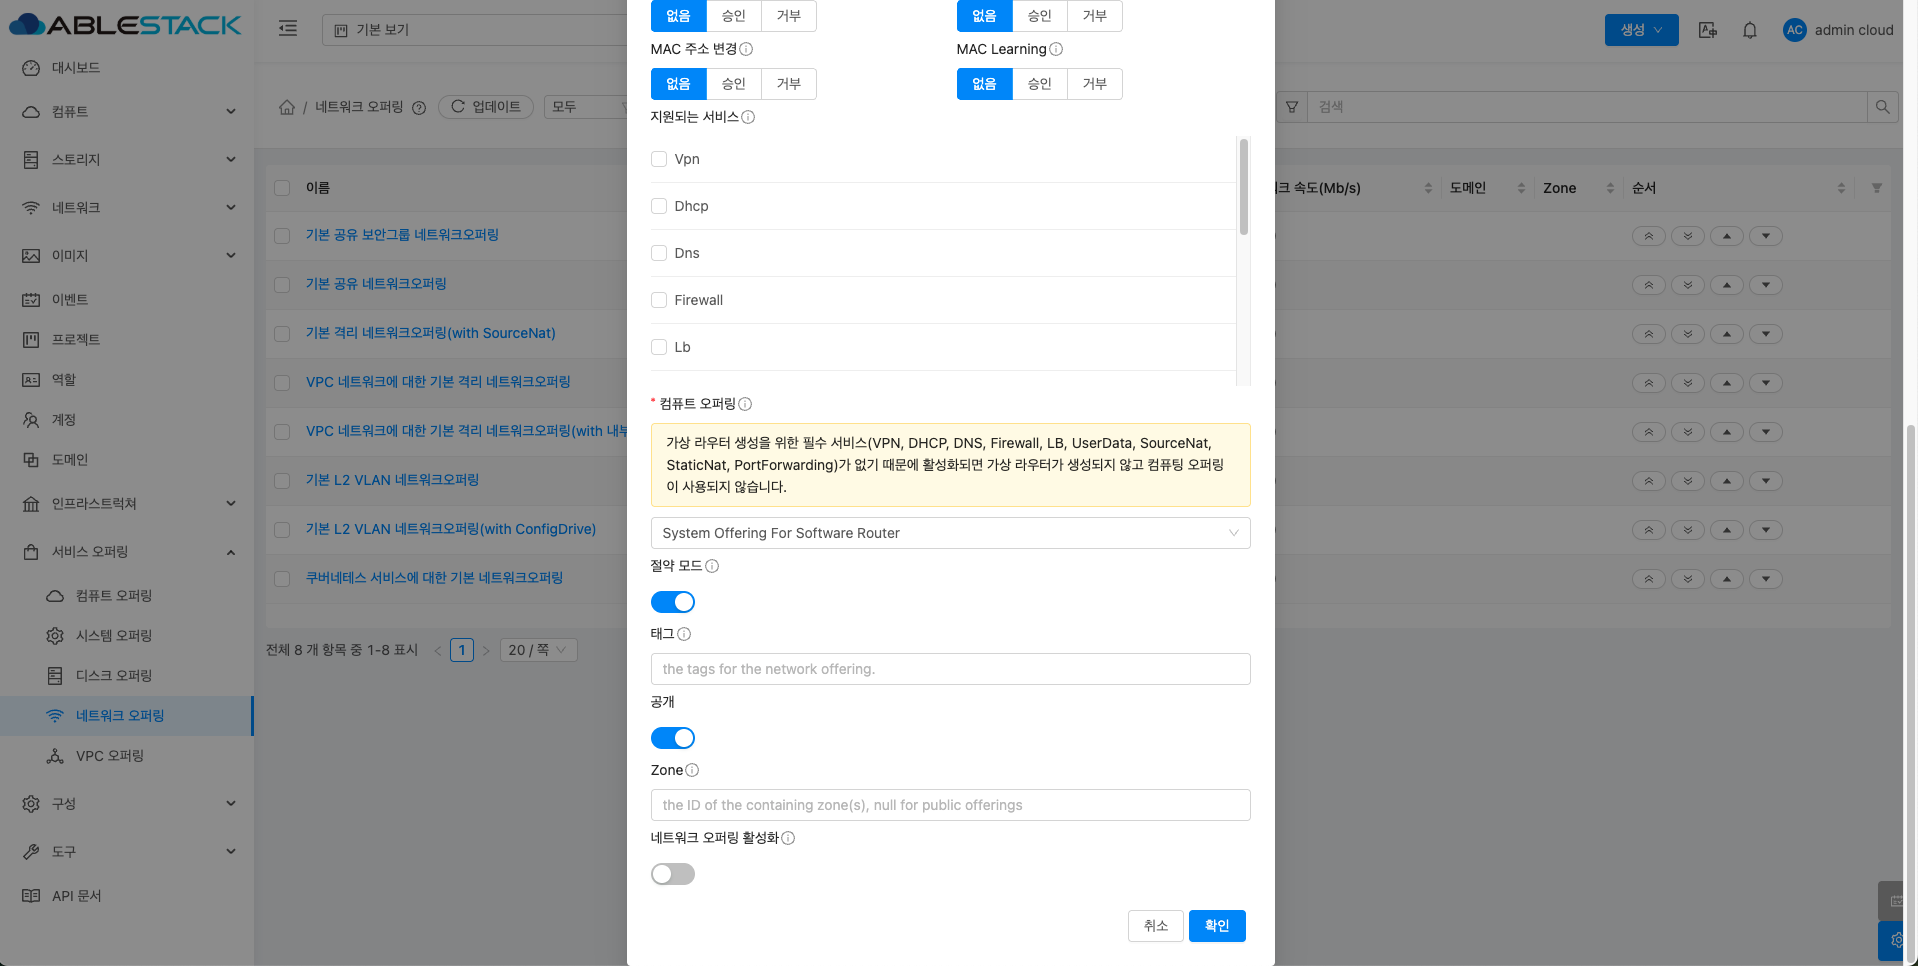 ABLESTACK
대시보드
컴퓨트
스토리지
네트워크
이미지
이벤트
프로젝트
역할
계정
도메인
인프라스트럭쳐
서비스 오퍼링
컴퓨트 오퍼링
시스템 오퍼링
디스크 오퍼링
네트워크 오퍼링
VPC 오퍼링
구성
도구
API 문서
기본 보기
생성
AC admin cloud
/ 네트워크 오퍼링
업데이트
모두
검색
이름
크 속도(Mb/s)
도메인
Zone
순서
기본 공유 보안그룹 네트워크오퍼링
기본 공유 네트워크오퍼링
기본 격리 네트워크오퍼링(with SourceNat)
VPC 네트워크에 대한 기본 격리 네트워크오퍼링
VPC 네트워크에 대한 기본 격리 네트워크오퍼링(with 내부
기본 L2 VLAN 네트워크오퍼링
기본 L2 VLAN 네트워크오퍼링(with ConfigDrive)
쿠버네테스 서비스에 대한 기본 네트워크오퍼링
전체 8 개 항목 중 1-8 표시
1
20 / 쪽
없음 승인 거부
없음 승인 거부
MAC 주소 변경
MAC Learning
없음 승인 거부
없음 승인 거부
지원되는 서비스
Vpn
Dhcp
Dns
Firewall
Lb
* 컴퓨트 오퍼링
가상 라우터 생성을 위한 필수 서비스(VPN, DHCP, DNS, Firewall, LB, UserData, SourceNat,
StaticNat, PortForwarding)가 없기 때문에 활성화되면 가상 라우터가 생성되지 않고 컴퓨팅 오퍼링
이 사용되지 않습니다.
System Offering For Software Router
절약 모드
태그
the tags for the network offering.
공개
Zone
the ID of the containing zone(s), null for public offerings
네트워크 오퍼링 활성화
취소
확인